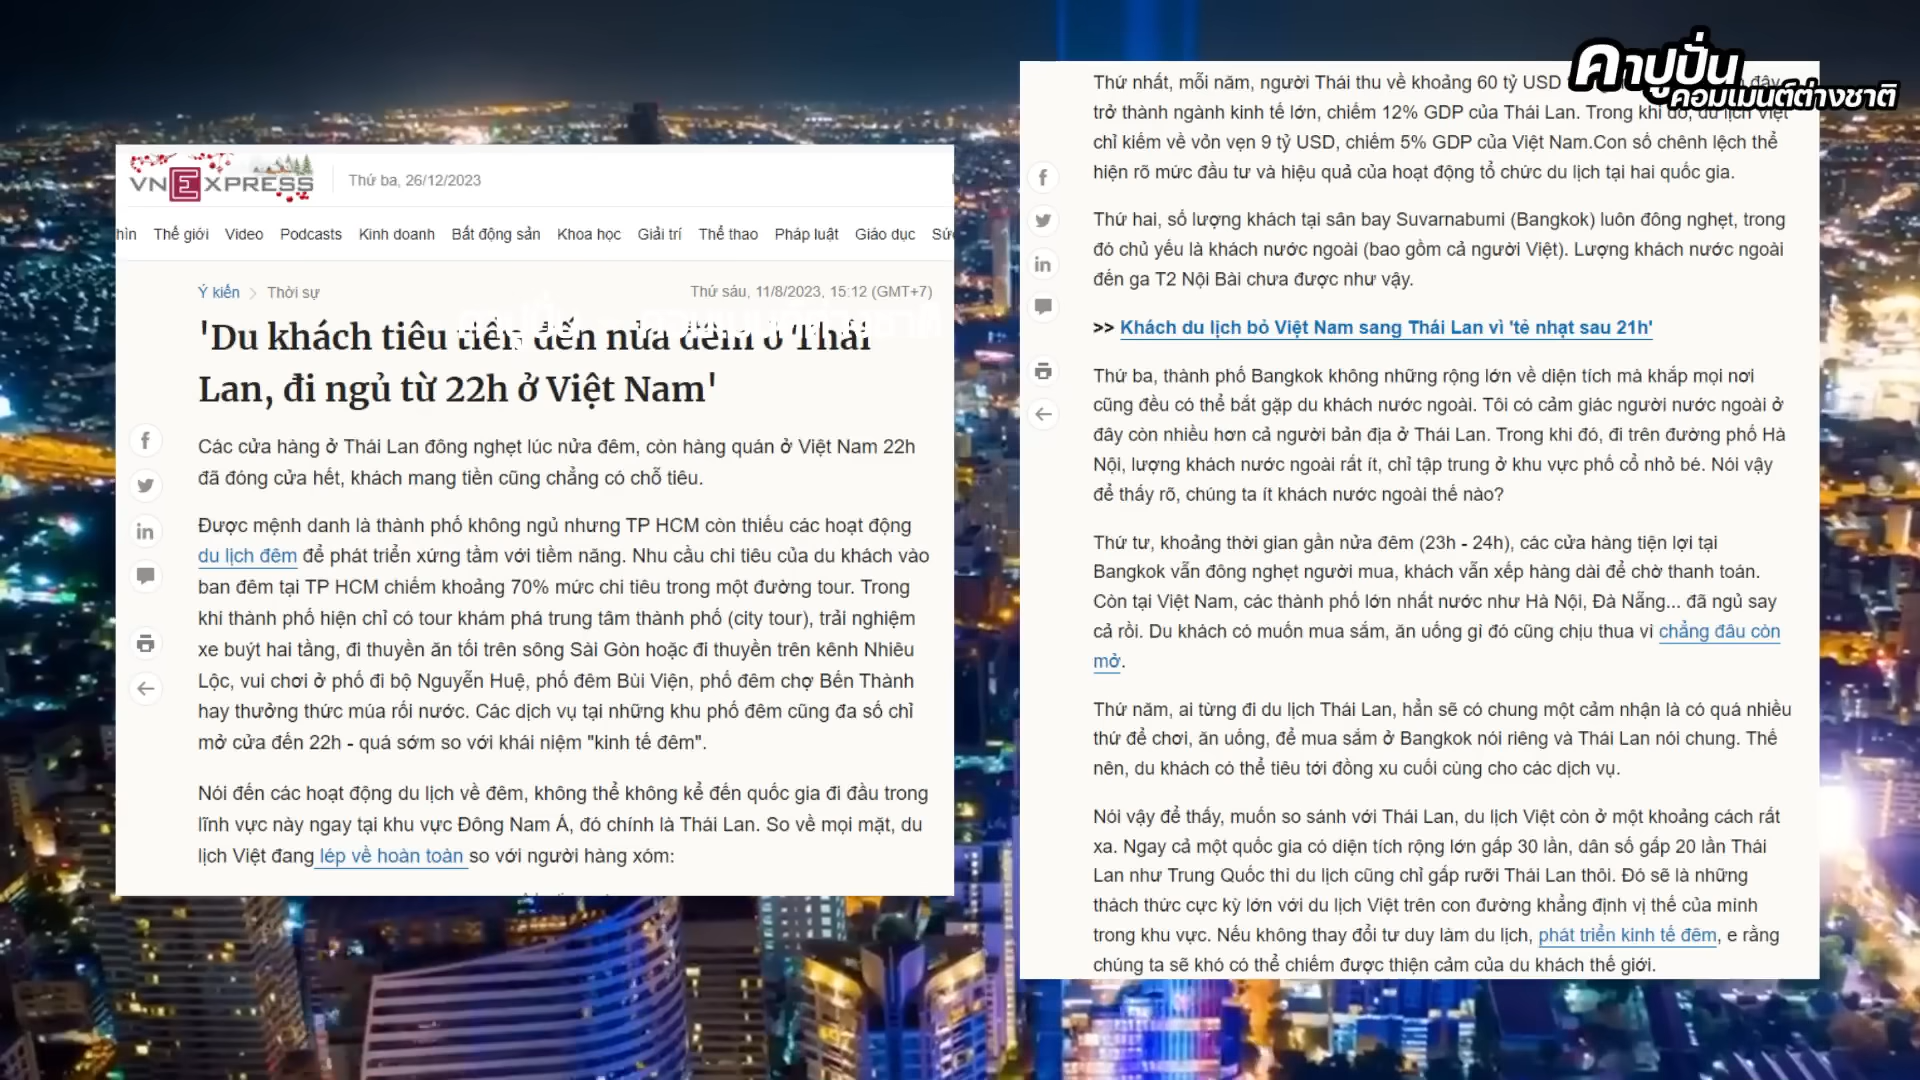 คาปูปั่น
คอมเมนต์ต่างชาติ
VNEXPRESS
Thứ ba, 26/12/2023
Thế giới Video Podcasts Kinh doanh Bất động sản Khoa học Giải trí Thể thao Pháp luật Giáo dục
Ý kiến > Thời sự
Thứ sáu, 11/8/2023, 15:12 (GMT+7)
'Du khách tiêu tiền đến nửa đêm ở Thái
Lan, đi ngủ từ 22h ở Việt Nam'
Các cửa hàng ở Thái Lan đông nghẹt lúc nửa đêm, còn hàng quán ở Việt Nam 22h
đã đóng cửa hết, khách mang tiền cũng chẳng có chỗ tiêu.
Được mệnh danh là thành phố không ngủ nhưng TP HCM còn thiếu các hoạt động
du lịch đêm để phát triển xứng tầm với tiềm năng. Nhu cầu chi tiêu của du khách vào
ban đêm tại TP HCM chiếm khoảng 70% mức chi tiêu trong một đường tour. Trong
khi thành phố hiện chỉ có tour khám phá trung tâm thành phố (city tour), trải nghiệm
xe buýt hai tầng, đi thuyền ăn tối trên sông Sài Gòn hoặc đi thuyền trên kênh Nhiêu
Lộc, vui chơi ở phố đi bộ Nguyễn Huệ, phố đêm Bùi Viện, phố đêm chợ Bến Thành
hay thưởng thức múa rối nước. Các dịch vụ tại những khu phố đêm cũng đa số chỉ
mở cửa đến 22h - quá sớm so với khái niệm "kinh tế đêm".
Nói đến các hoạt động du lịch về đêm, không thể không kể đến quốc gia đi đầu trong
lĩnh vực này ngay tại khu vực Đông Nam Á, đó chính là Thái Lan. So về mọi mặt, du
lịch Việt đang lép vế hoàn toàn so với người hàng xóm:
Thứ nhất, mỗi năm, người Thái thu về khoảng 60 tỷ USD đây
trở thành ngành kinh tế lớn, chiếm 12% GDP của Thái Lan. Trong khi đó, du lịch Việt
chỉ kiếm về vỏn vẹn 9 tỷ USD, chiếm 5% GDP của Việt Nam.Con số chênh lệch thể
hiện rõ mức đầu tư và hiệu quả của hoạt động tổ chức du lịch tại hai quốc gia.
Thứ hai, số lượng khách tại sân bay Suvarnabumi (Bangkok) luôn đông nghẹt, trong
đó chủ yếu là khách nước ngoài (bao gồm cả người Việt). Lượng khách nước ngoài
đến ga T2 Nội Bài chưa được như vậy.
>> Khách du lịch bỏ Việt Nam sang Thái Lan vì 'tẻ nhạt sau 21h'
Thứ ba, thành phố Bangkok không những rộng lớn về diện tích mà khắp mọi nơi
cũng đều có thể bắt gặp du khách nước ngoài. Tôi có cảm giác người nước ngoài ở
đây còn nhiều hơn cả người bản địa ở Thái Lan. Trong khi đó, đi trên đường phố Hà
Nội, lượng khách nước ngoài rất ít, chỉ tập trung ở khu vực phố cổ nhỏ bé. Nói vậy
để thấy rõ, chúng ta ít khách nước ngoài thế nào?
Thứ tư, khoảng thời gian gần nửa đêm (23h - 24h), các cửa hàng tiện lợi tại
Bangkok vẫn đông nghẹt người mua, khách vẫn xếp hàng dài để chờ thanh toán.
Còn tại Việt Nam, các thành phố lớn nhất nước như Hà Nội, Đà Nẵng... đã ngủ say
cả rồi. Du khách có muốn mua sắm, ăn uống gì đó cũng chịu thua vì chẳng đâu còn
mở.
Thứ năm, ai từng đi du lịch Thái Lan, hẳn sẽ có chung một cảm nhận là có quá nhiều
thứ để chơi, ăn uống, để mua sắm ở Bangkok nói riêng và Thái Lan nói chung. Thế
nên, du khách có thể tiêu tới đồng xu cuối cùng cho các dịch vụ.
Nói vậy để thấy, muốn so sánh với Thái Lan, du lịch Việt còn ở một khoảng cách rất
xa. Ngay cả một quốc gia có diện tích rộng lớn gấp 30 lần, dân số gấp 20 lần Thái
Lan như Trung Quốc thì du lịch cũng chỉ gấp rưỡi Thái Lan thôi. Đó sẽ là những
thách thức cực kỳ lớn với du lịch Việt trên con đường khẳng định vị thế của mình
trong khu vực. Nếu không thay đổi tư duy làm du lịch, phát triển kinh tế đêm, e rằng
chúng ta sẽ khó có thể chiếm được thiện cảm của du khách thế giới.